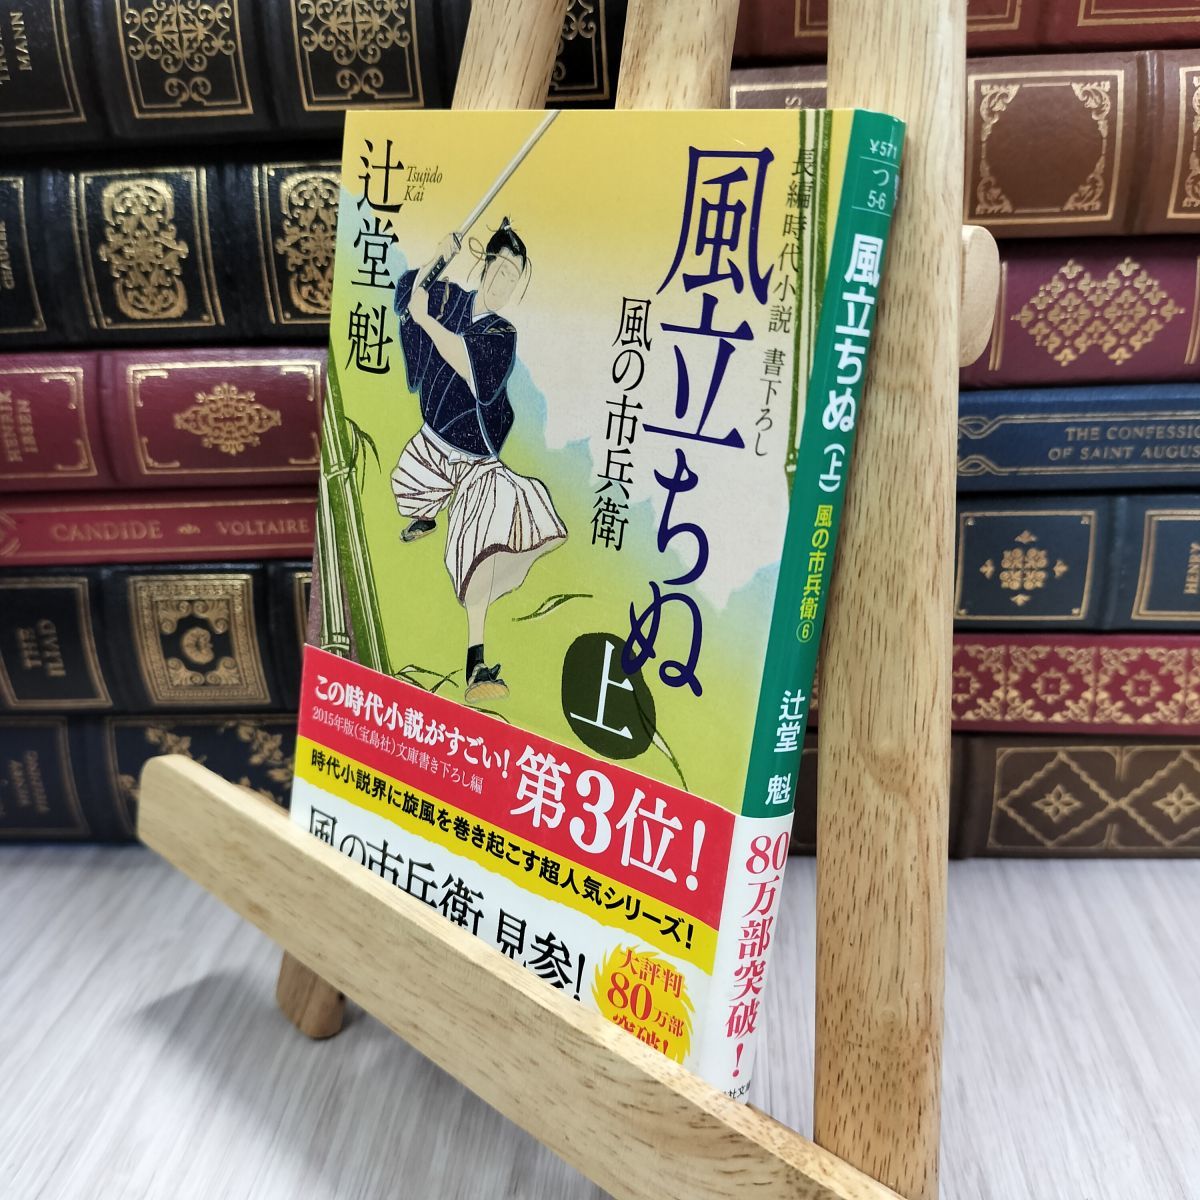 辻堂 魁
Tsujido
Kai
長編時代小説 書下ろし
風立ちぬ
上
風の市兵衛
この時代小説がすごい!
2015年版(宝島社)文庫書き下ろし編
第3位!
時代小説界に旋風を巻き起こす超人気シリーズ!
風の市兵衛 見参!
大評判
80万部
突破!
¥571
つ
5-6
風立ちぬ(上) 風の市兵衛⑥ 辻堂 魁
80万部突破!
MANN
HENRIK
IBSEN
CANDIDE VOLTAIRE
THE
ILIAD
THE CONFESSIO
OF SAINT AUGUS